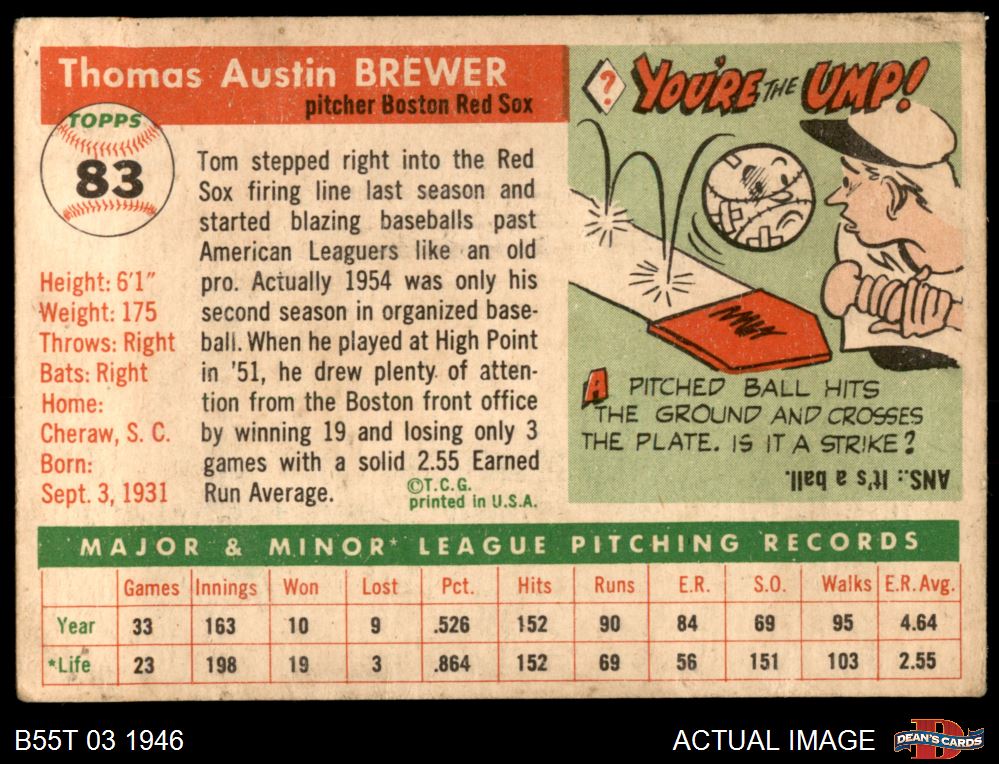 Thomas Austin BREWER
pitcher Boston Red Sox
TOPPS
83
Height: 6'1"
Weight: 175
Throws: Right
Bats: Right
Home:
Cheraw, S. C.
Born:
Sept. 3, 1931
Tom stepped right into the Red
Sox firing line last season and
started blazing baseballs past
American Leaguers like an old
pro. Actually 1954 was only his
second season in organized base-
ball. When he played at High Point
in '51, he drew plenty of atten-
tion from the Boston front office
by winning 19 and losing only 3
games with a solid 2.55 Earned
Run Average.
©T.C.G.
printed in U.S.A.
? YOU'RE THE UMP!
A PITCHED BALL HITS
THE GROUND AND CROSSES
THE PLATE. IS IT A STRIKE?
ANS.: It's a ball.
MAJOR & MINOR* LEAGUE PITCHING RECORDS
Games Innings Won Lost Pct. Hits Runs E.R. S.O. Walks E.R. Avg.
Year 33 163 10 9 .526 152 90 84 69 95 4.64
*Life 23 198 19 3 .864 152 69 56 151 103 2.55
B55T 03 1946
ACTUAL IMAGE
D
DEAN'S CARDS